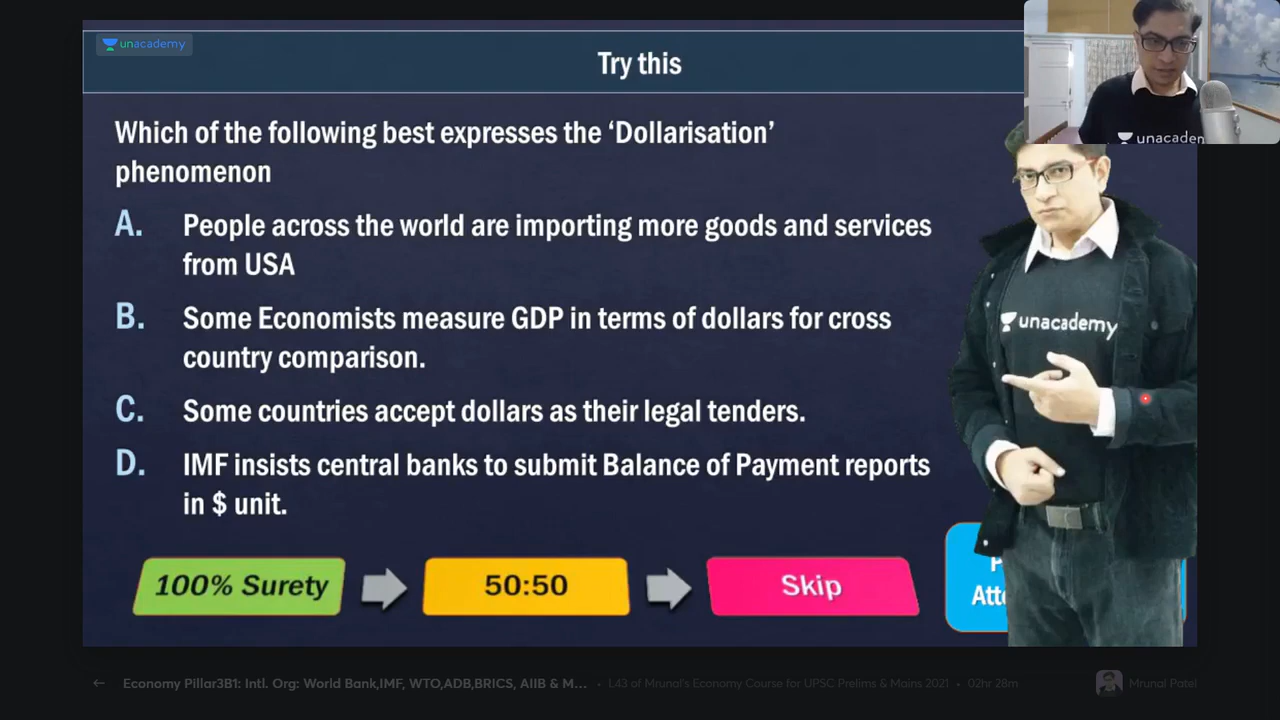 unacademy
Try this
unacademy
Which of the following best expresses the ‘Dollarisation’
phenomenon
A. People across the world are importing more goods and services
from USA
B. Some Economists measure GDP in terms of dollars for cross
country comparison.
C. Some countries accept dollars as their legal tenders.
D. IMF insists central banks to submit Balance of Payment reports
in $ unit.
unacademy
100% Surety
50:50
Skip
← Economy Pillar3B1: Intl. Org: World Bank,IMF, WTO,ADB,BRICS, AIIB & M... • L43 of Mrunal's Economy Course for UPSC Prelims & Mains 2021 • 02hr 28m
Mrunal Patel